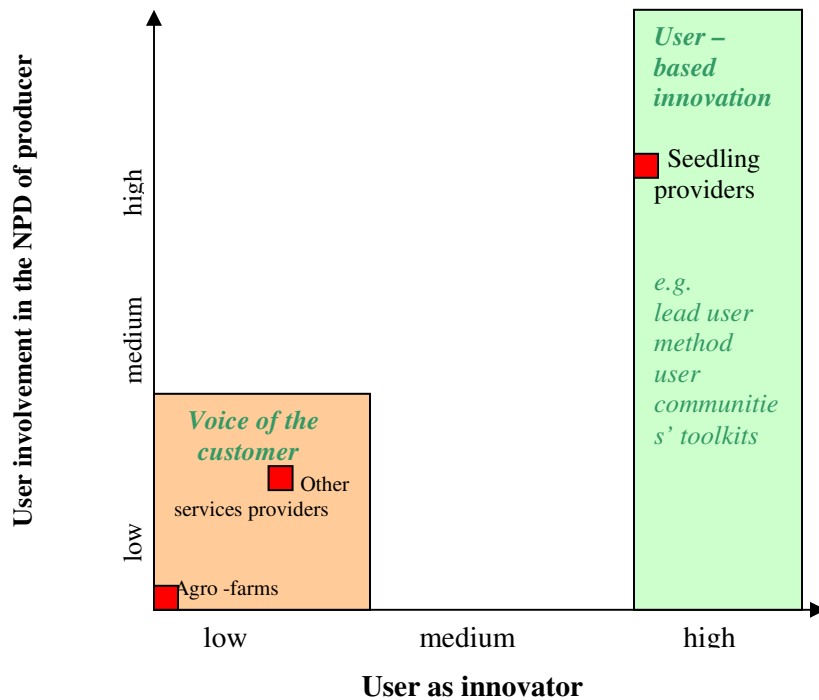 User involvement in the NPD of producer
high
medium
low
User –
based
innovation
Seedling
providers
e.g.
lead user
method
user
communitie
s’ toolkits
Voice of the
customer
Other
services providers
Agro -farms
low medium high
User as innovator